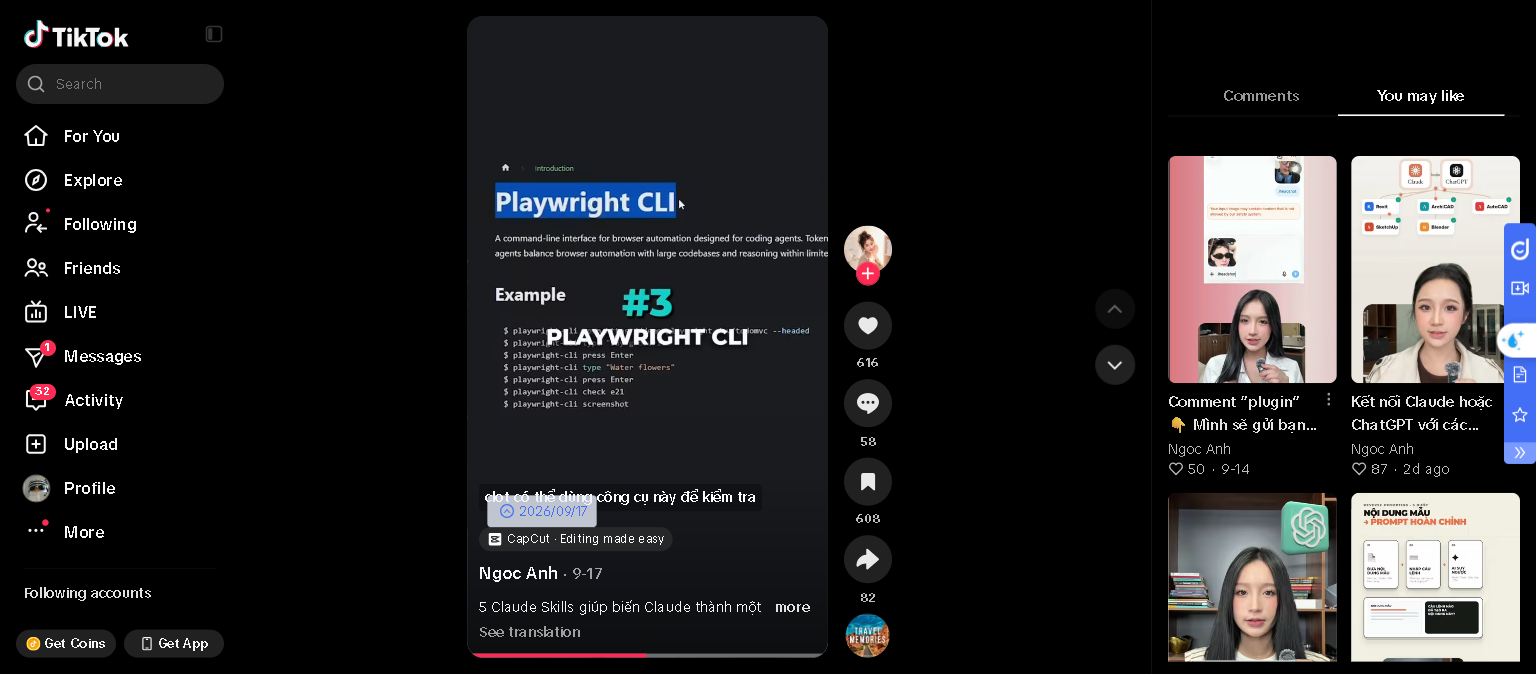 TikTok
Search
For You
Explore
Following
Friends
LIVE
1
Messages
32
Activity
Upload
Profile
More
Following accounts
Get Coins
Get App
Introduction
Playwright CLI
A command-line interface for browser automation designed for coding agents. Token
agents balance browser automation with large codebases and reasoning within limite
Example
#3
PLAYWRIGHT CLI
--headed
$ playwright-cli press Enter
$ playwright-cli type "Water flowers"
$ playwright-cli press Enter
$ playwright-cli check e21
$ playwright-cli screenshot
có thể dùng công cụ này để kiểm tra
2026/09/17
CapCut · Editing made easy
Ngoc Anh · 9-17
5 Claude Skills giúp biến Claude thành một more
See translation
616
58
608
82
TRAVEL
MEMORIES
Comments
You may like
Comment "plugin"
👇 Mình sẽ gửi bạn...
Ngoc Anh
50 · 9-14
Claude
ChatGPT
Revit
ArchiCAD
AutoCAD
SketchUp
Blender
Kết nối Claude hoặc
ChatGPT với các...
Ngoc Anh
87 · 2d ago
NỘI DUNG MẪU
→ PROMPT HOÀN CHỈNH